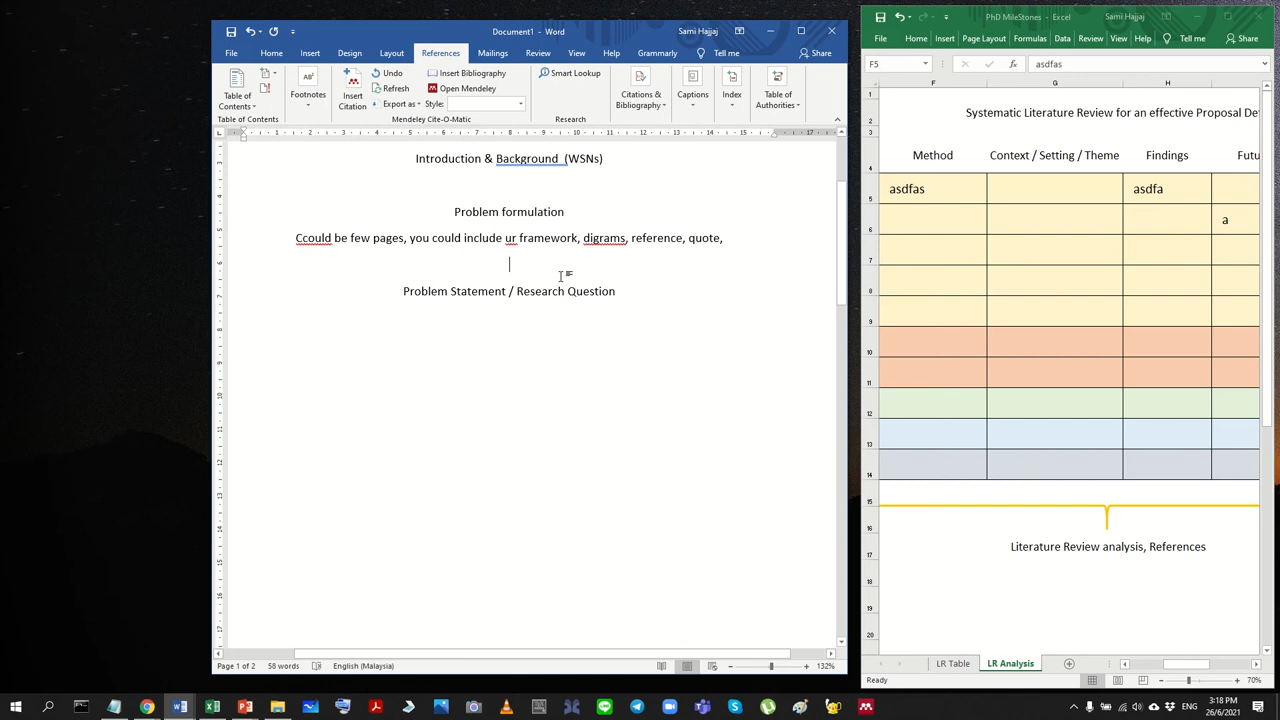 Document1 - Word
Sami Hajjaj
File Home Insert Design Layout References Mailings Review View Help Grammarly Tell me Share
Table of Contents
Table of Contents
AB¹
Footnotes
Insert Citation
Undo
Refresh
Export as
Insert Bibliography
Open Mendeley
Style:
Mendeley Cite-O-Matic
Smart Lookup
Research
Citations & Bibliography
Captions
Index
Table of Authorities
Introduction & Background (WSNs)
Problem formulation
Ccould be few pages, you could include ur framework, digrams, reference, quote,
Problem Statement / Research Question
Page 1 of 2 58 words English (Malaysia) 132%
PhD MileStones - Excel
Sami Hajjaj
File Home Insert Page Layout Formulas Data Review View Help Tell me Share
F5 fx asdfas
F G H
Systematic Literature Review for an effective Proposal De
Method Context / Setting / Theme Findings Futu
asdfas asdfa
a
Literature Review analysis, References
LR Table LR Analysis
Ready 70%
3:18 PM
26/6/2021